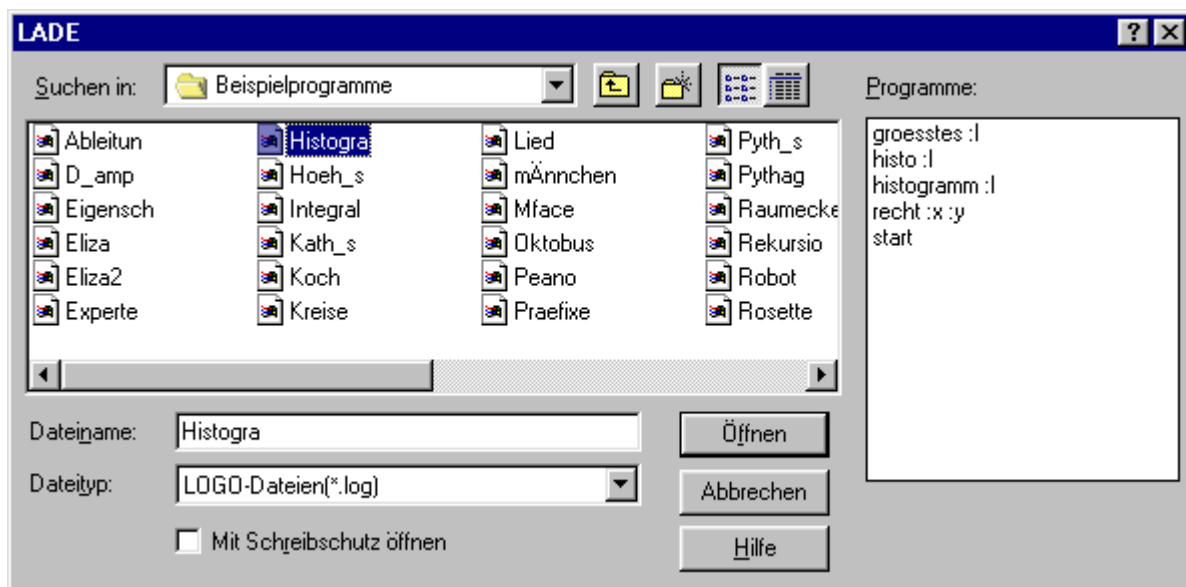 LADE
Suchen in: Beispielprogramme
Programme:
Ableitun Histogra Lied Pyth_s
D_amp Hoeh_s mÄnnchen Pythag
Eigensch Integral Mface Raumecke
Eliza Kath_s Oktobus Rekursio
Eliza2 Koch Peano Robot
Experte Kreise Praefixe Rosette
groesstes :l
histo :l
histogramm :l
recht :x :y
start
Dateiname: Histogra Öffnen
Dateityp: LOGO-Dateien(*.log) Abbrechen
Mit Schreibschutz öffnen Hilfe